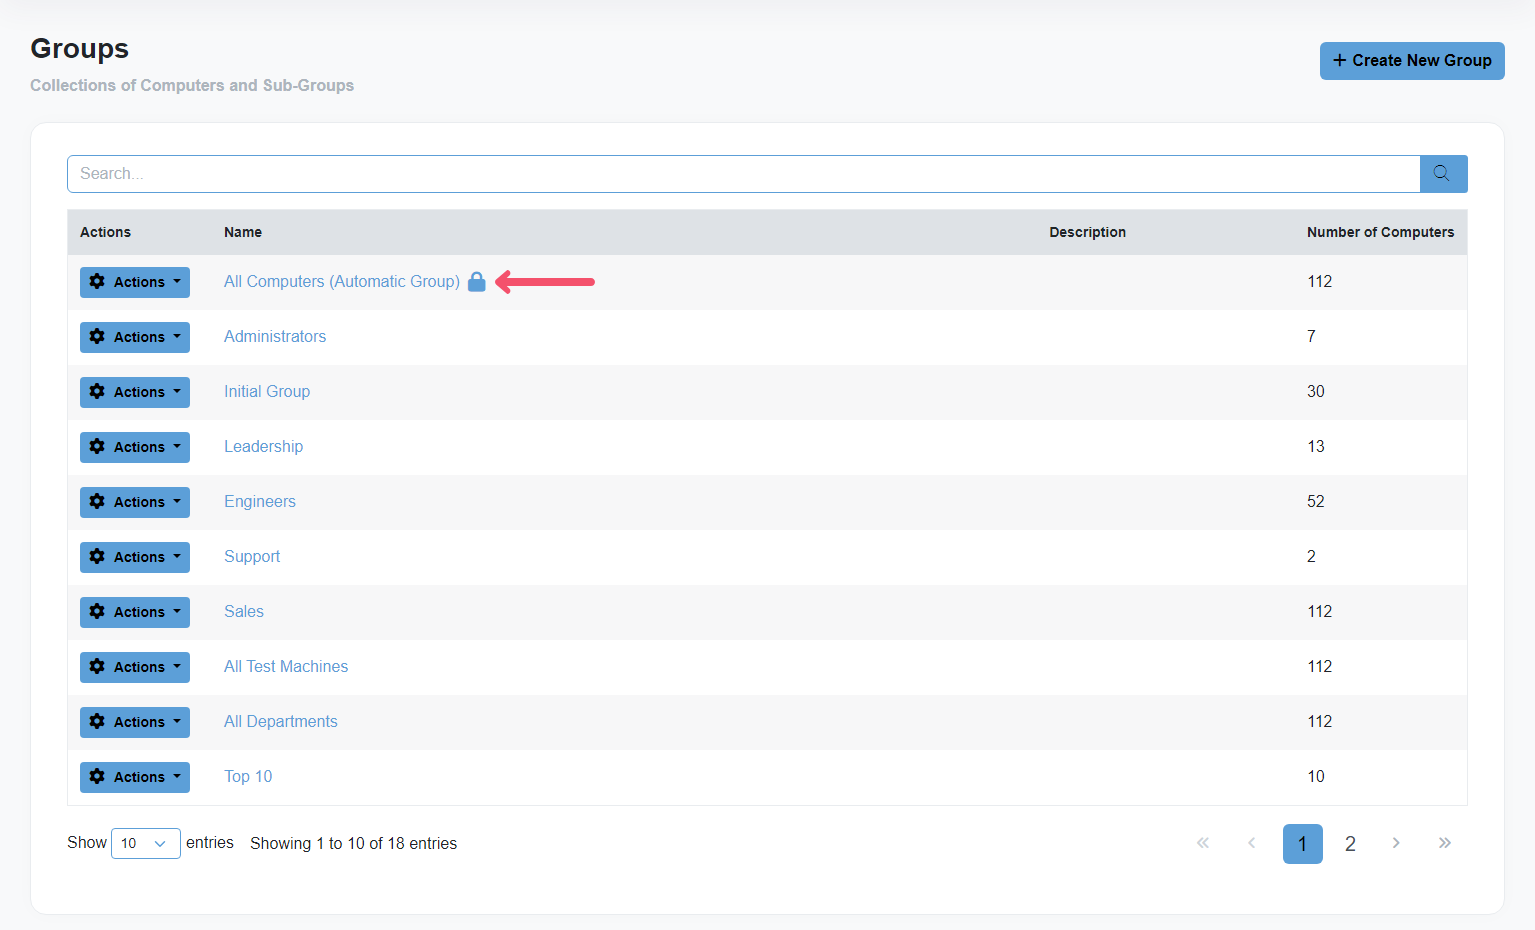 Groups
Collections of Computers and Sub-Groups
+ Create New Group
Search...
Actions Name Description Number of Computers
Actions All Computers (Automatic Group) 112
Actions Administrators 7
Actions Initial Group 30
Actions Leadership 13
Actions Engineers 52
Actions Support 2
Actions Sales 112
Actions All Test Machines 112
Actions All Departments 112
Actions Top 10 10
Show 10 entries Showing 1 to 10 of 18 entries « ‹ 1 2 › »